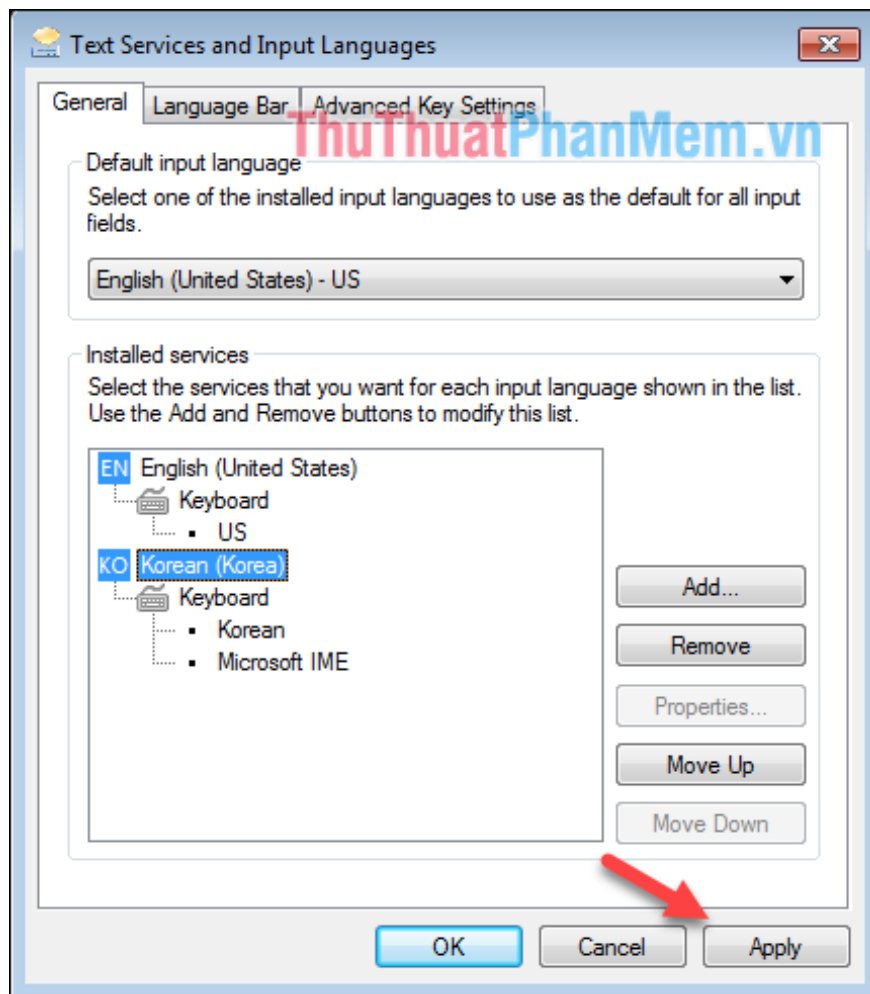 Text Services and Input Languages
General
Language Bar
Advanced Key Settings
ThuThuatPhanMem.vn
Default input language
Select one of the installed input languages to use as the default for all input
fields.
English (United States) - US
Installed services
Select the services that you want for each input language shown in the list.
Use the Add and Remove buttons to modify this list.
EN English (United States)
Keyboard
US
KO Korean (Korea)
Keyboard
Korean
Microsoft IME
Add...
Remove
Properties...
Move Up
Move Down
OK
Cancel
Apply